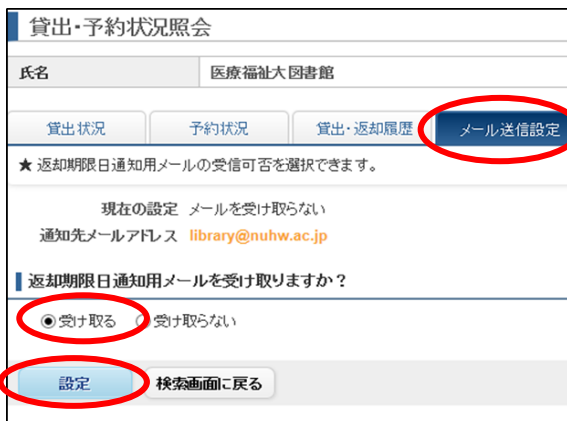 貸出・予約状況照会
氏名 医療福祉大図書館
貸出状況 予約状況 貸出・返却履歴 メール送信設定
★ 返却期限日通知用メールの受信可否を選択できます。
現在の設定 メールを受け取らない
通知先メールアドレス library@nuhw.ac.jp
返却期限日通知用メールを受け取りますか？
受け取る 受け取らない
設定 検索画面に戻る